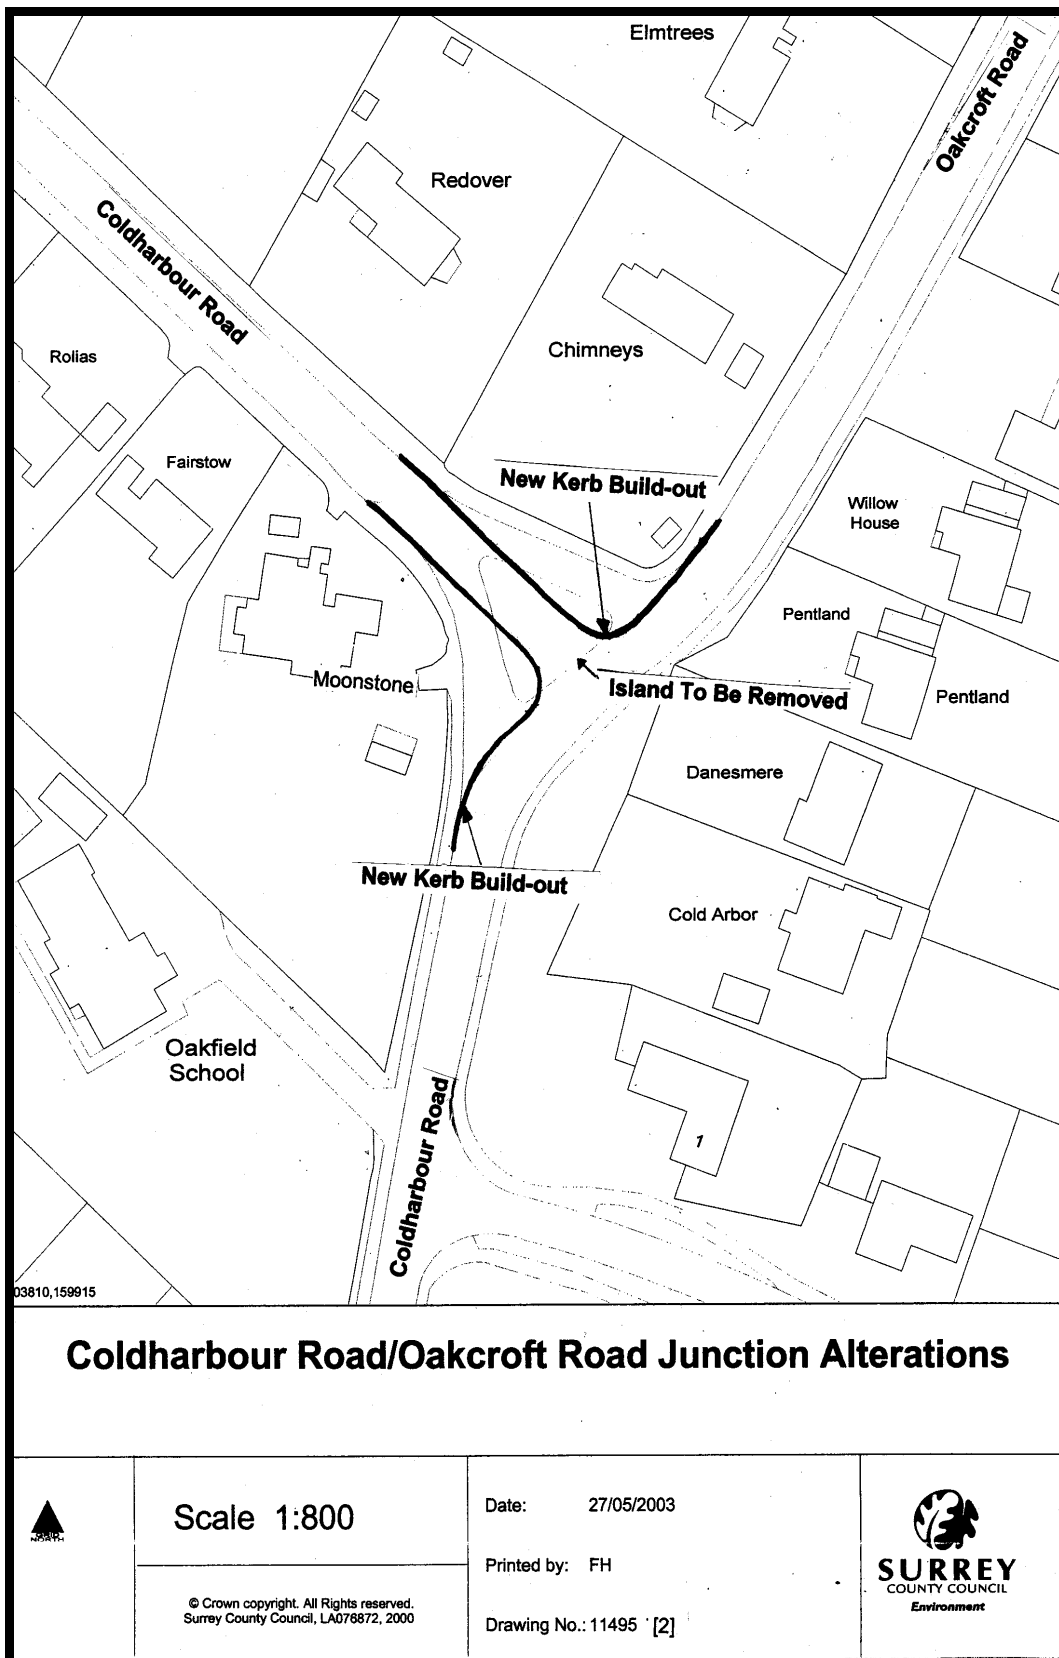 Elmtrees
Oakcroft Road
Redover
Coldharbour Road
Chimneys
Rolias
Fairstow
New Kerb Build-out
Willow
House
Pentland
Moonstone
Island To Be Removed
Pentland
Danesmere
New Kerb Build-out
Cold Arbor
Oakfield
School
Coldharbour Road
1
03810,159915
Coldharbour Road/Oakcroft Road Junction Alterations
GRID
NORTH
Scale 1:800
© Crown copyright. All Rights reserved.
Surrey County Council, LA076872, 2000
Date: 27/05/2003
Printed by: FH
Drawing No.: 11495 [2]
SURREY
COUNTY COUNCIL
Environment